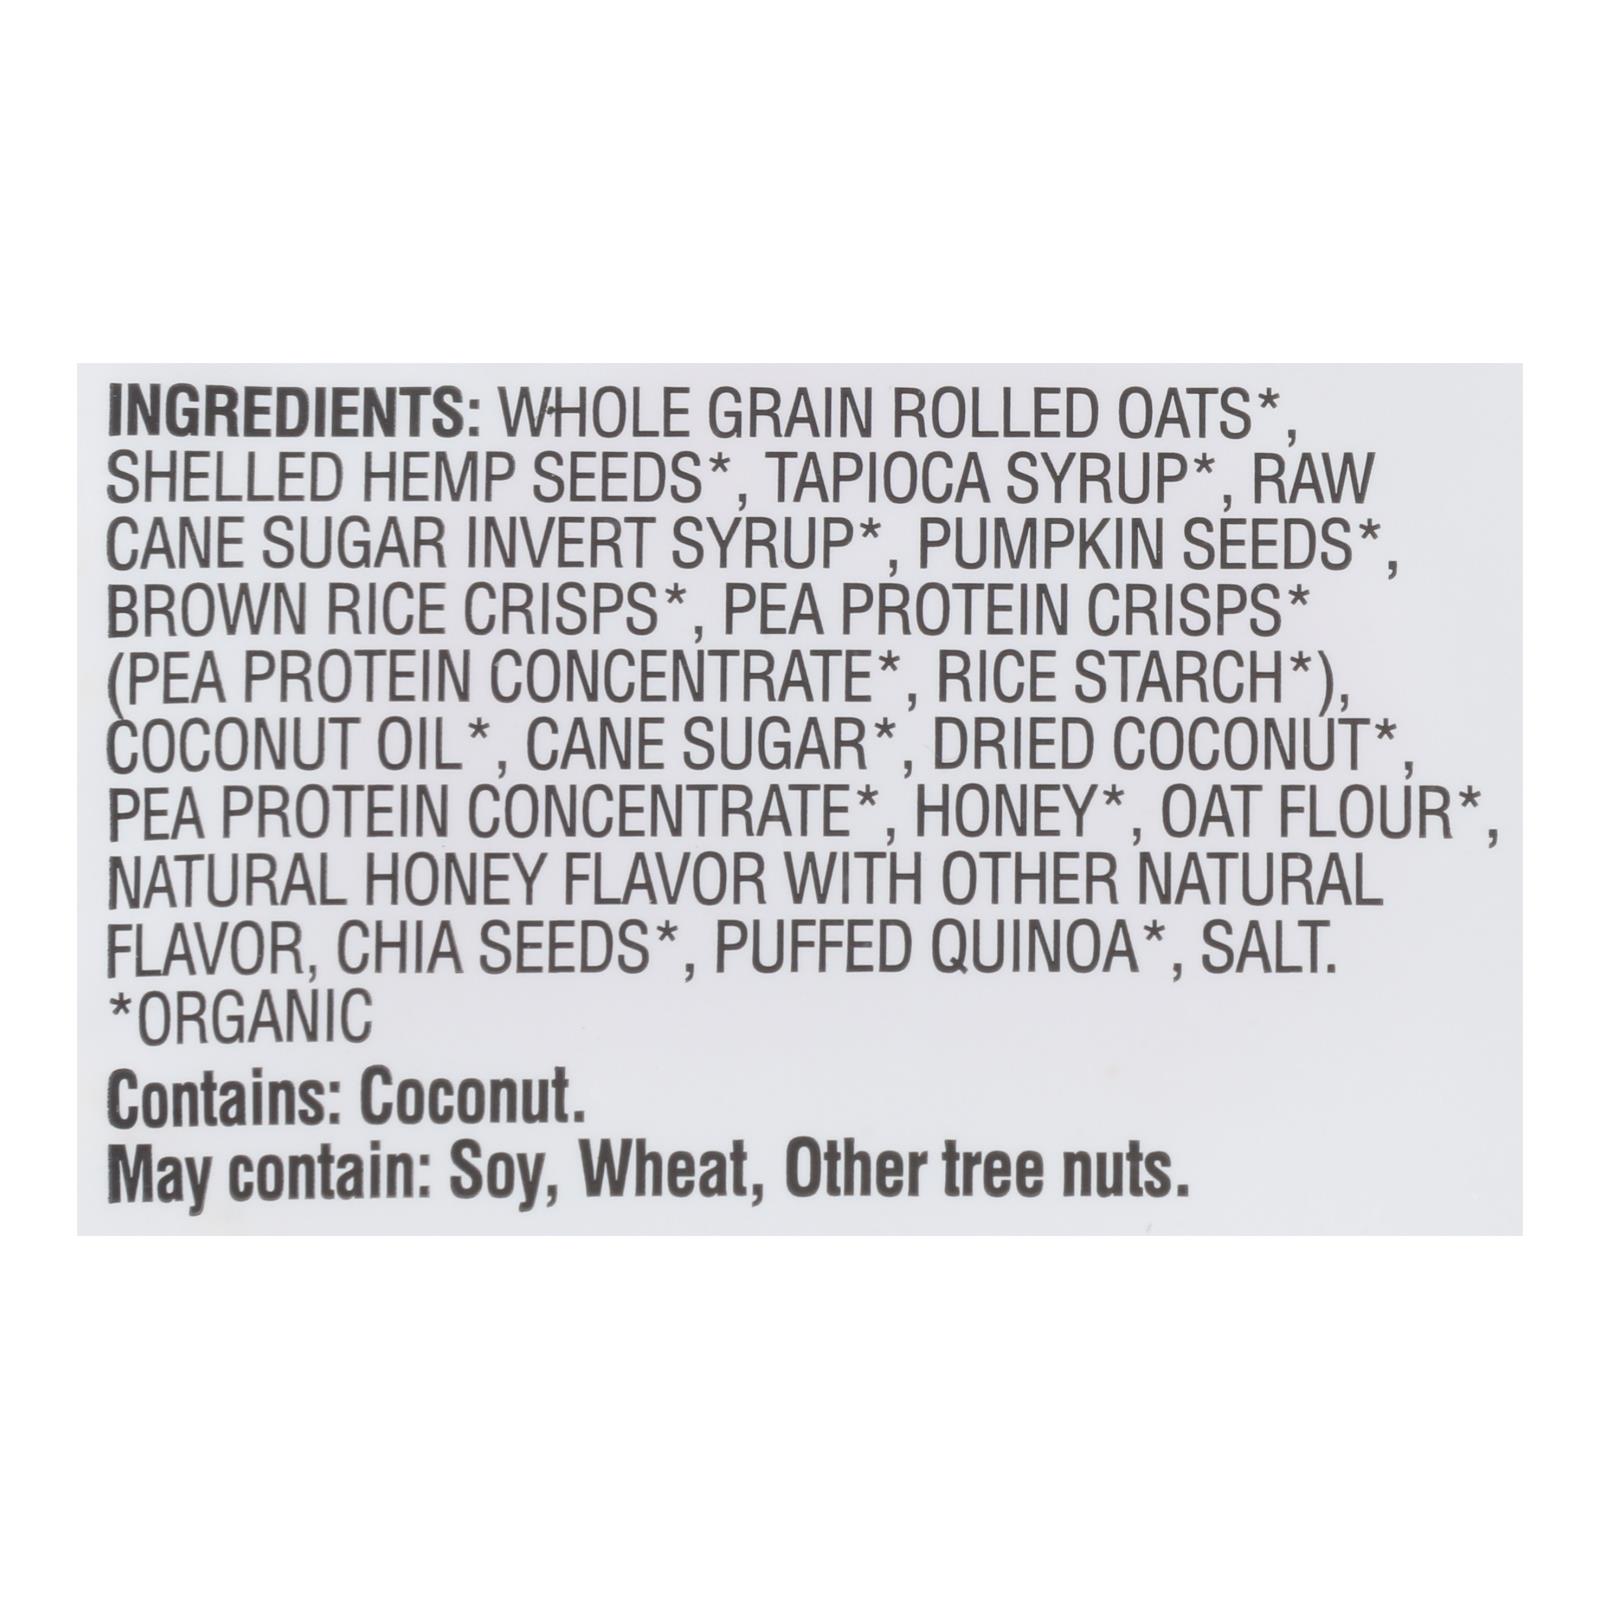 INGREDIENTS: WHOLE GRAIN ROLLED OATS*,
SHELLED HEMP SEEDS*, TAPIOCA SYRUP*, RAW
CANE SUGAR INVERT SYRUP*, PUMPKIN SEEDS*,
BROWN RICE CRISPS*, PEA PROTEIN CRISPS*
(PEA PROTEIN CONCENTRATE*, RICE STARCH*),
COCONUT OIL*, CANE SUGAR*, DRIED COCONUT*,
PEA PROTEIN CONCENTRATE*, HONEY*, OAT FLOUR*,
NATURAL HONEY FLAVOR WITH OTHER NATURAL
FLAVOR, CHIA SEEDS*, PUFFED QUINOA*, SALT.
*ORGANIC
Contains: Coconut.
May contain: Soy, Wheat, Other tree nuts.